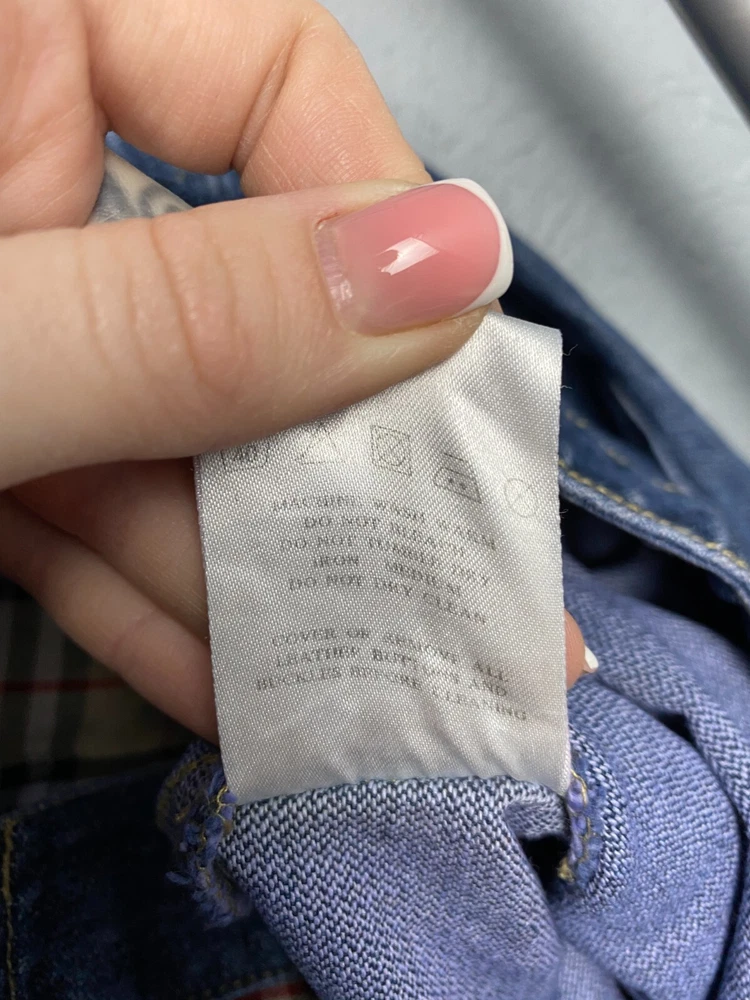 MACHINE WASH WARM
DO NOT BLEACH
DO NOT TUMBLE DRY
IRON MEDIUM
DO NOT DRY CLEAN
COVER OR REMOVE ALL
LEATHER BUTTONS AND
BUCKLES BEFORE CLEANING